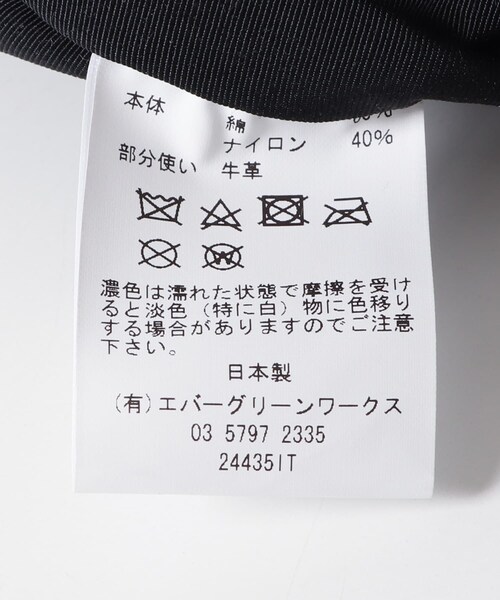 本体
綿
ナイロン 40%
部分使い 牛革
濃色は濡れた状態で摩擦を受け
ると淡色(特に白)物に色移り
する場合がありますのでご注意
下さい。
日本製
(有)エバーグリーンワークス
03 5797 2335
24435IT